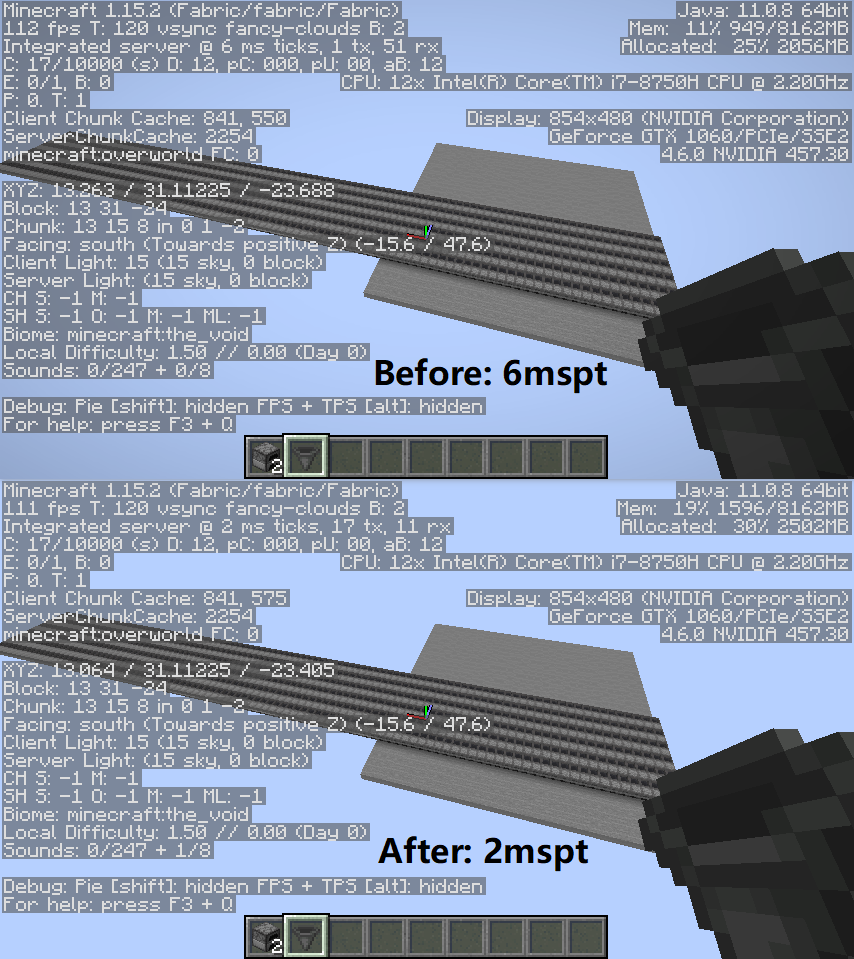 Minecraft 1.15.2 (Fabric/fabric/Fabric)
Java: 11.0.8 64bit
112 fps T: 120 vsync fancy-clouds B: 2
Mem: 11% 949/8162MB
Integrated server @ 6 ms ticks, 1 tx, 51 rx
Allocated: 25% 2056MB
C: 17/10000 (s) D: 12, pC: 000, pU: 00, aB: 12
E: 0/1, B: 0
CPU: 12x Intel(R) Core(TM) i7-8750H CPU @ 2.20GHz
P: 0. T: 1
Client Chunk Cache: 841, 550
Display: 854x480 (NVIDIA Corporation)
ServerChunkCache: 2254
GeForce GTX 1060/PCIe/SSE2
minecraft:overworld FC: 0
4.6.0 NVIDIA 457.30
XYZ: 13.263 / 31.11225 / -23.688
Block: 13 31 -24
Chunk: 13 15 8 in 0 1 -2
Facing: south (Towards positive Z) (-15.6 / 47.6)
Client Light: 15 (15 sky, 0 block)
Server Light: (15 sky, 0 block)
CH S: -1 M: -1
SH S: -1 O: -1 M: -1 ML: -1
Biome: minecraft:the_void
Local Difficulty: 1.50 // 0.00 (Day 0)
Sounds: 0/247 + 0/8
Before: 6mspt
Debug: Pie [shift]: hidden FPS + TPS [alt]: hidden
For help: press F3 + Q
2
Minecraft 1.15.2 (Fabric/fabric/Fabric)
Java: 11.0.8 64bit
111 fps T: 120 vsync fancy-clouds B: 2
Mem: 19% 1596/8162MB
Integrated server @ 2 ms ticks, 17 tx, 11 rx
Allocated: 30% 2502MB
C: 17/10000 (s) D: 12, pC: 000, pU: 00, aB: 12
E: 0/1, B: 0
CPU: 12x Intel(R) Core(TM) i7-8750H CPU @ 2.20GHz
P: 0. T: 1
Client Chunk Cache: 841, 575
Display: 854x480 (NVIDIA Corporation)
ServerChunkCache: 2254
GeForce GTX 1060/PCIe/SSE2
minecraft:overworld FC: 0
4.6.0 NVIDIA 457.30
XYZ: 13.064 / 31.11225 / -23.405
Block: 13 31 -24
Chunk: 13 15 8 in 0 1 -2
Facing: south (Towards positive Z) (-15.6 / 47.6)
Client Light: 15 (15 sky, 0 block)
Server Light: (15 sky, 0 block)
CH S: -1 M: -1
SH S: -1 O: -1 M: -1 ML: -1
Biome: minecraft:the_void
Local Difficulty: 1.50 // 0.00 (Day 0)
Sounds: 0/247 + 1/8
After: 2mspt
Debug: Pie [shift]: hidden FPS + TPS [alt]: hidden
For help: press F3 + Q
2